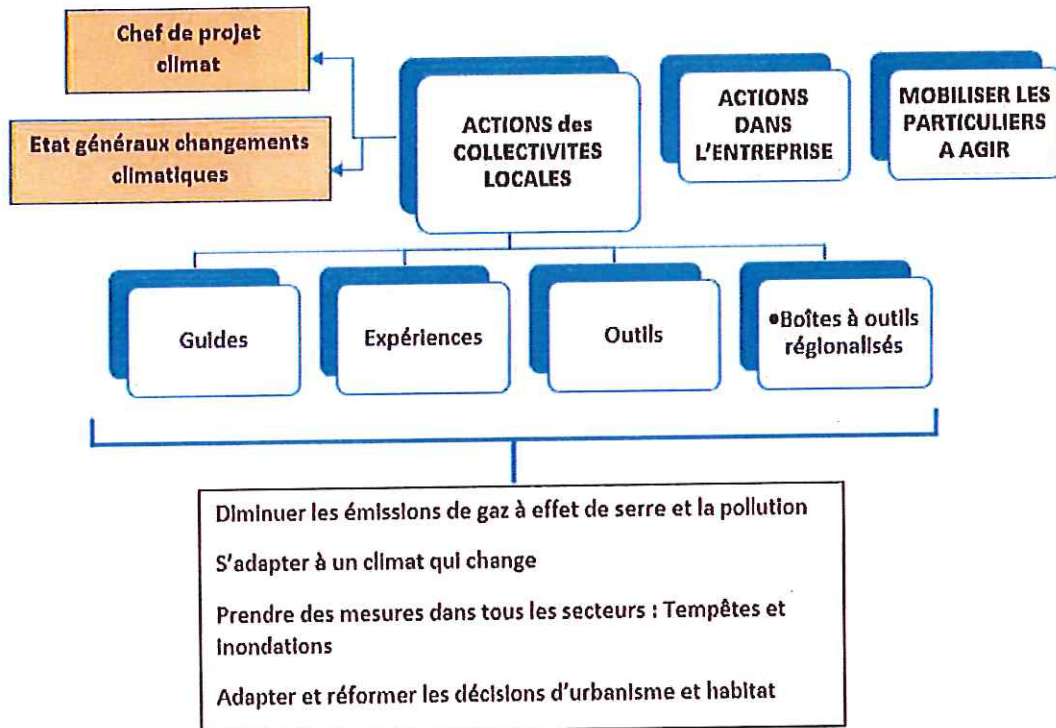 Chef de projet
climat
Etat généraux changements
climatiques
ACTIONS des
COLLECTIVITES
LOCALES
ACTIONS
DANS
L'ENTREPRISE
MOBILISER LES
PARTICULIERS
A AGIR
Guides
Expériences
Outils
•Boîtes à outils
régionalisés
Diminuer les émissions de gaz à effet de serre et la pollution
S'adapter à un climat qui change
Prendre des mesures dans tous les secteurs : Tempêtes et
inondations
Adapter et réformer les décisions d'urbanisme et habitat